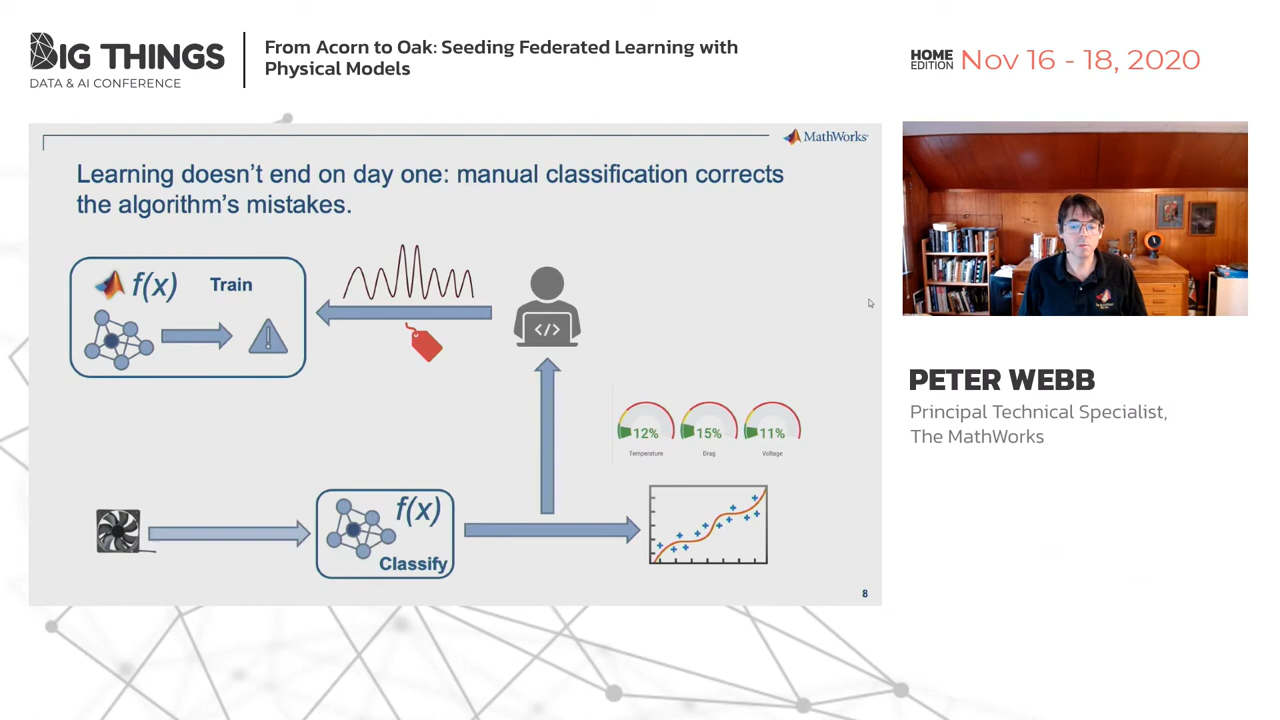 BIG THINGS
DATA & AI CONFERENCE
From Acorn to Oak: Seeding Federated Learning with
Physical Models
HOME
EDITION
Nov 16 - 18, 2020
MathWorks
Learning doesn't end on day one: manual classification corrects
the algorithm's mistakes.
f(x) Train
</>
12% 15% 11%
Temperature Drag Voltage
f(x)
Classify
8
PETER WEBB
Principal Technical Specialist,
The MathWorks